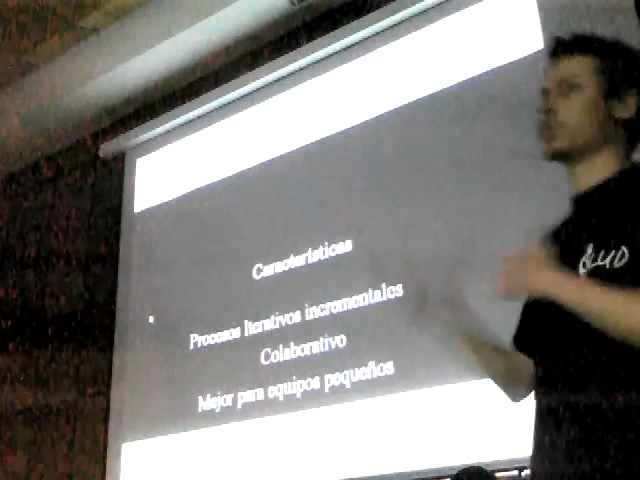 Características
Procesos Iterativos incrementales
Colaborativo
Mejor para equipos pequeños